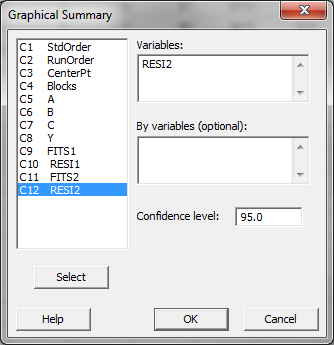 Graphical Summary
C1 StdOrder
C2 RunOrder
C3 CenterPt
C4 Blocks
C5 A
C6 B
C7 C
C8 Y
C9 FITS1
C10 RESI1
C11 FITS2
C12 RESI2
Variables:
RESI2
By variables (optional):
Confidence level: 95.0
Select
Help OK Cancel